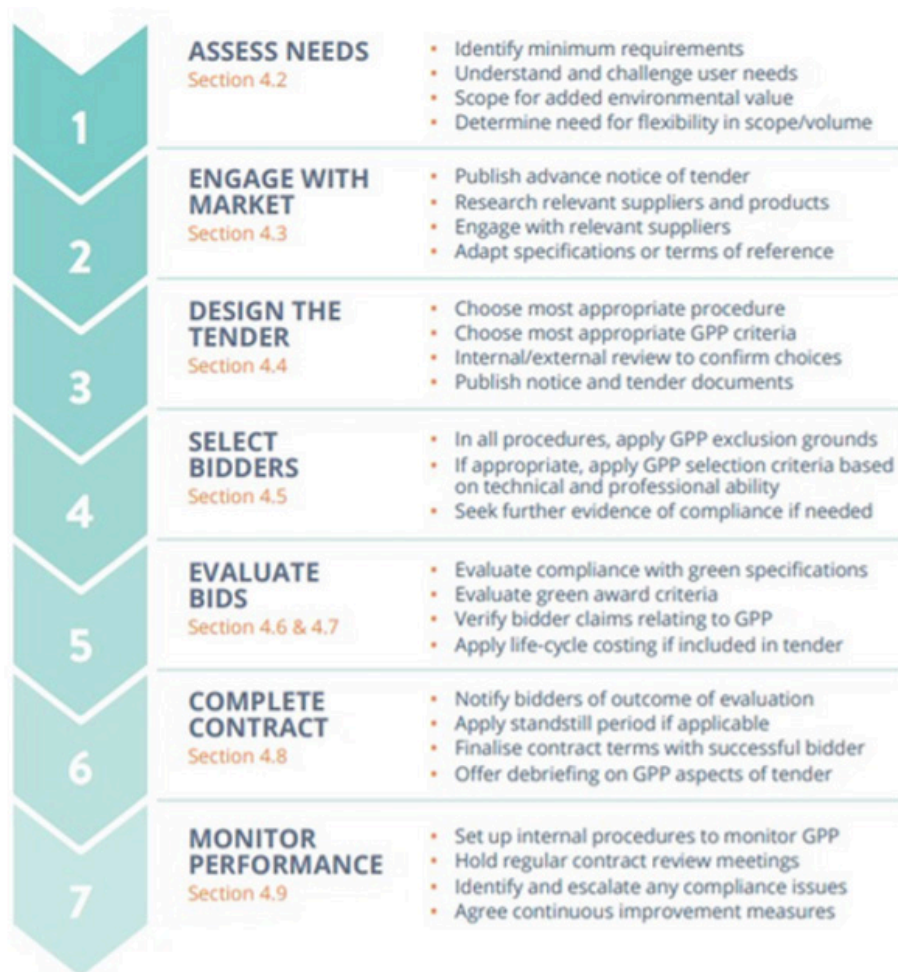 1
ASSESS NEEDS
Section 4.2
• Identify minimum requirements
• Understand and challenge user needs
• Scope for added environmental value
• Determine need for flexibility in scope/volume
2
ENGAGE WITH
MARKET
Section 4.3
• Publish advance notice of tender
• Research relevant suppliers and products
• Engage with relevant suppliers
• Adapt specifications or terms of reference
3
DESIGN THE
TENDER
Section 4.4
• Choose most appropriate procedure
• Choose most appropriate GPP criteria
• Internal/external review to confirm choices
• Publish notice and tender documents
4
SELECT
BIDDERS
Section 4.5
• In all procedures, apply GPP exclusion grounds
• If appropriate, apply GPP selection criteria based
on technical and professional ability
• Seek further evidence of compliance if needed
5
EVALUATE
BIDS
Section 4.6 & 4.7
• Evaluate compliance with green specifications
• Evaluate green award criteria
• Verify bidder claims relating to GPP
• Apply life-cycle costing if included in tender
6
COMPLETE
CONTRACT
Section 4.8
• Notify bidders of outcome of evaluation
• Apply standstill period if applicable
• Finalise contract terms with successful bidder
• Offer debriefing on GPP aspects of tender
7
MONITOR
PERFORMANCE
Section 4.9
• Set up internal procedures to monitor GPP
• Hold regular contract review meetings
• Identify and escalate any compliance issues
• Agree continuous improvement measures